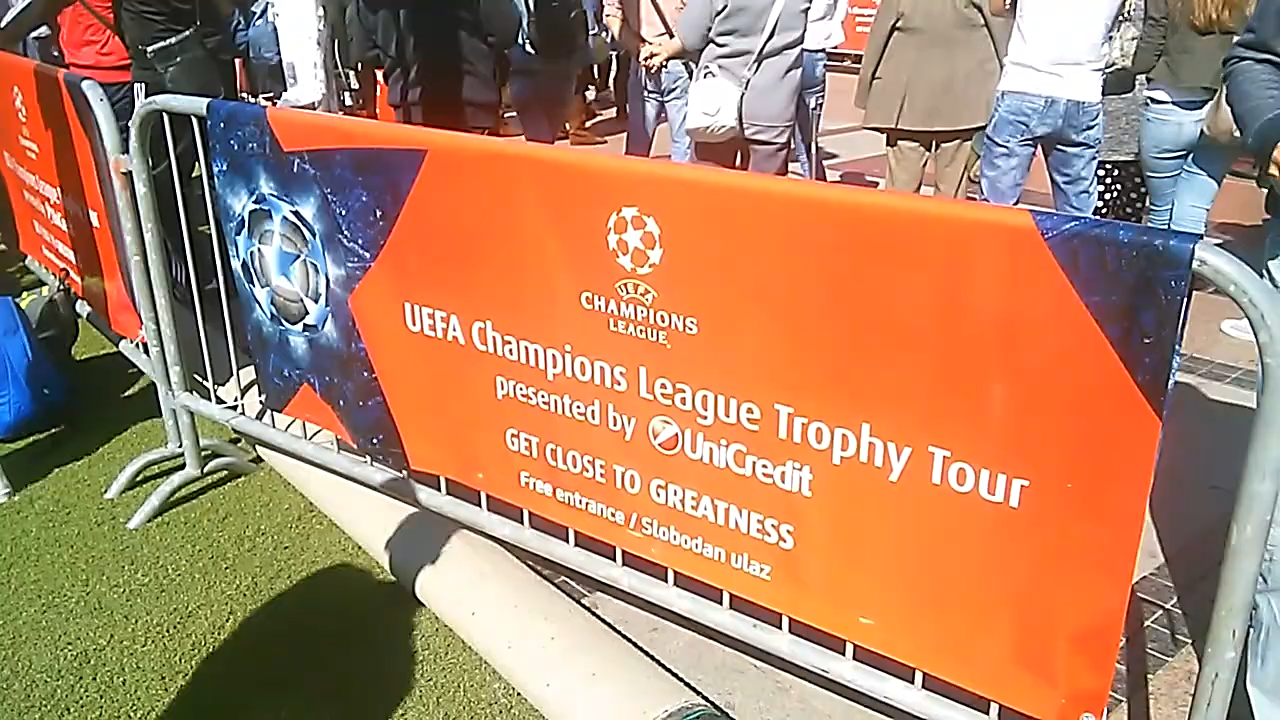 UEFA
CHAMPIONS
LEAGUE
UEFA Champions League Trophy Tour
presented by UniCredit
GET CLOSE TO GREATNESS
Free entrance / Slobodan ulaz